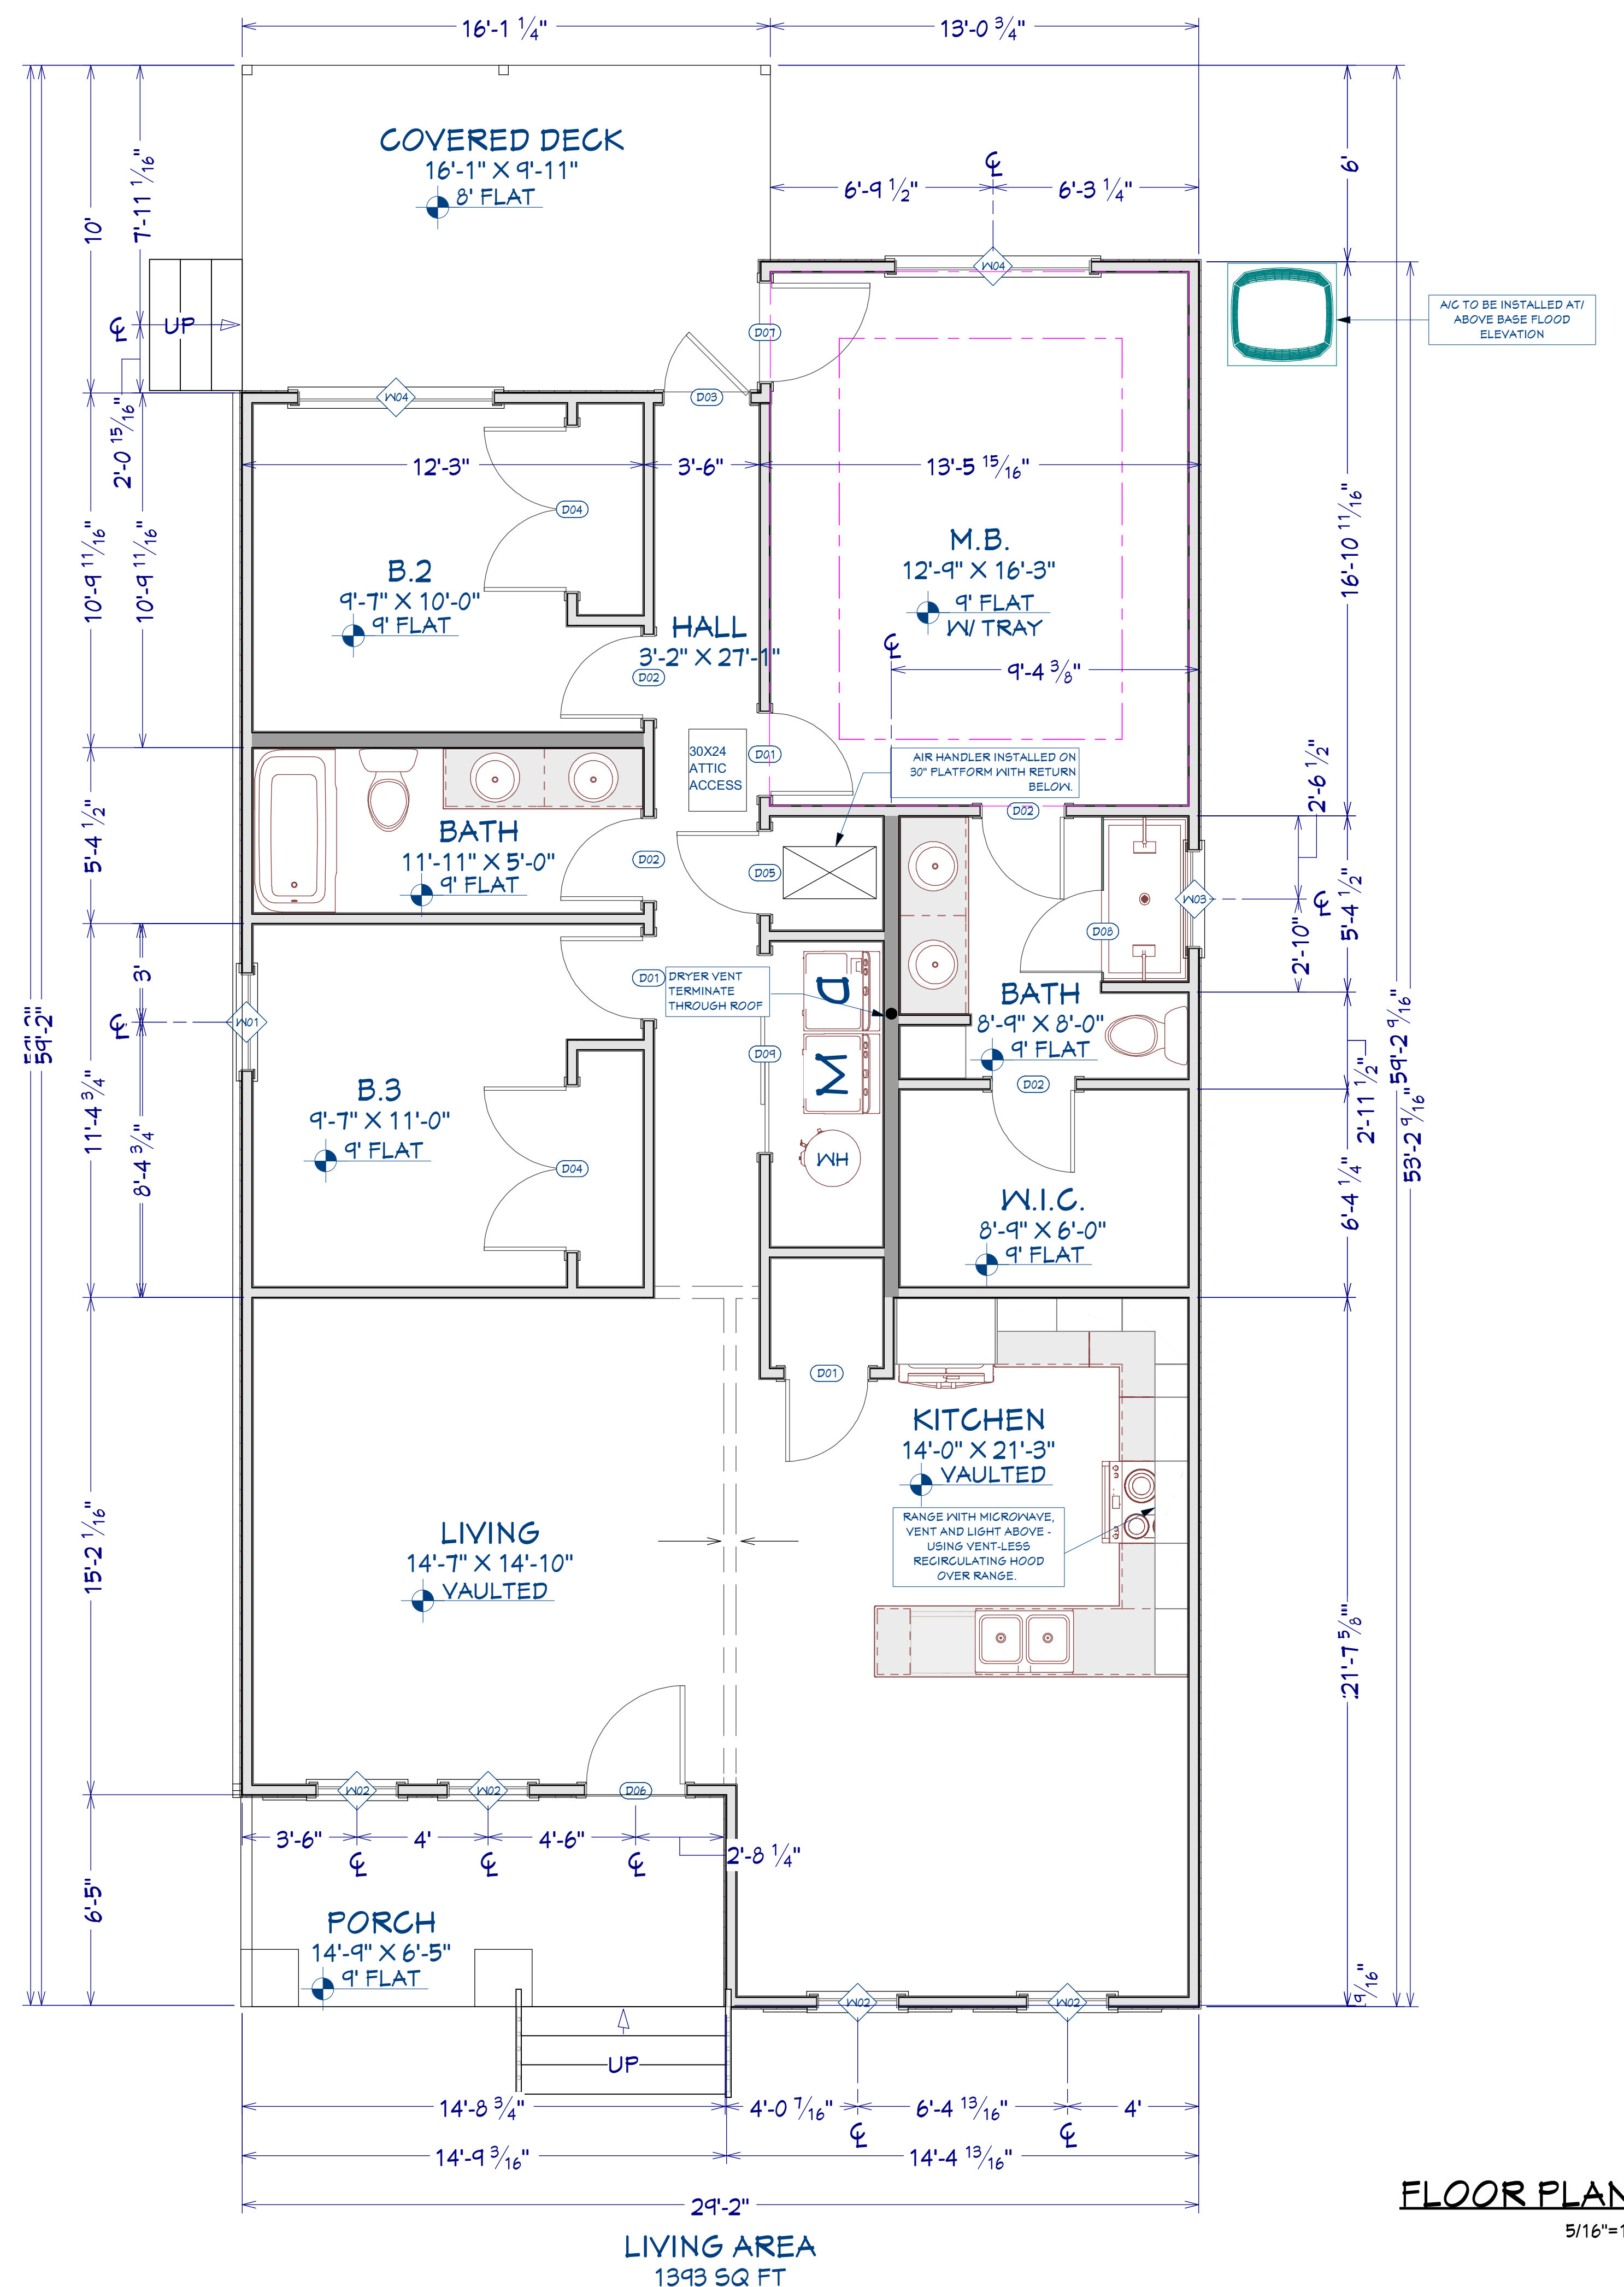 16'-1 1/4"
13'-0 3/4"
COVERED DECK
16'-1" X 9'-11"
8' FLAT
6'-9 1/2"
℄
6'-3 1/4"
10'
7'-11 1/16"
6'
℄
UP
2'-0 15/16"
W04
D07
A/C TO BE INSTALLED AT/
ABOVE BASE FLOOD
ELEVATION
W04
D03
12'-3"
3'-6"
13'-5 15/16"
D04
10'-9 11/16"
10'-9 11/16"
16'-10 11/16"
M.B.
12'-9" X 16'-3"
9' FLAT
W/ TRAY
B.2
9'-7" X 10'-0"
9' FLAT
HALL
3'-2" X 27'-1"
℄
9'-4 3/8"
D02
30X24
ATTIC
ACCESS
D01
AIR HANDLER INSTALLED ON
30" PLATFORM WITH RETURN
BELOW.
2'-6 1/2"
D02
BATH
11'-11" X 5'-0"
9' FLAT
5'-4 1/2"
D02
D05
W03
℄
5'-4 1/2"
2'-10"
D08
3'
℄
W01
D01
DRYER VENT
TERMINATE
THROUGH ROOF
D
BATH
8'-9" X 8'-0"
9' FLAT
59'-2"
53'-2 9/16"
59'-2 9/16"
2'-11 1/2"
D09
W
D02
B.3
9'-7" X 11'-0"
9' FLAT
11'-4 3/4"
8'-4 3/4"
D04
WH
W.I.C.
8'-9" X 6'-0"
9' FLAT
6'-4 1/4"
D01
KITCHEN
14'-0" X 21'-3"
VAULTED
RANGE WITH MICROWAVE,
VENT AND LIGHT ABOVE -
USING VENT-LESS
RECIRCULATING HOOD
OVER RANGE.
LIVING
14'-7" X 14'-10"
VAULTED
15'-2 1/16"
21'-7 5/8"
W02
W02
D06
3'-6"
4'
4'-6"
2'-8 1/4"
℄
℄
℄
6'-5"
PORCH
14'-9" X 6'-5"
9' FLAT
9/16"
W02
W02
UP
14'-8 3/4"
4'-0 7/16"
6'-4 13/16"
4'
℄
℄
14'-9 3/16"
14'-4 13/16"
29'-2"
FLOOR PLAN
5/16"=1
LIVING AREA
1393 SQ FT